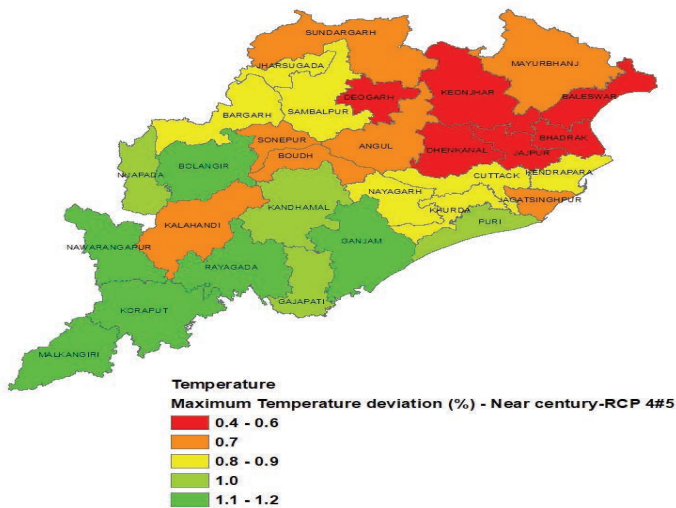 SUNDARGARH
JHARSUGADA
MAYURBHANJ
KEONJHAR
DEOGARH
BALESWAR
SAMBALPUR
BARGARH
BHADRAK
SONEPUR
ANGUL
DHENKANAL
JAJPUR
BOUDH
BOLANGIR
KENDRAPARA
CUTTACK
NUAPADA
NAYAGARH
JAGATSINGHPUR
KHURDA
KANDHAMAL
PURI
KALAHANDI
NAWARANGAPUR
GANJAM
RAYAGADA
GAJAPATI
KORAPUT
MALKANGIRI
Temperature
Maximum Temperature deviation (%) - Near century-RCP 4#5
0.4 - 0.6
0.7
0.8 - 0.9
1.0
1.1 - 1.2